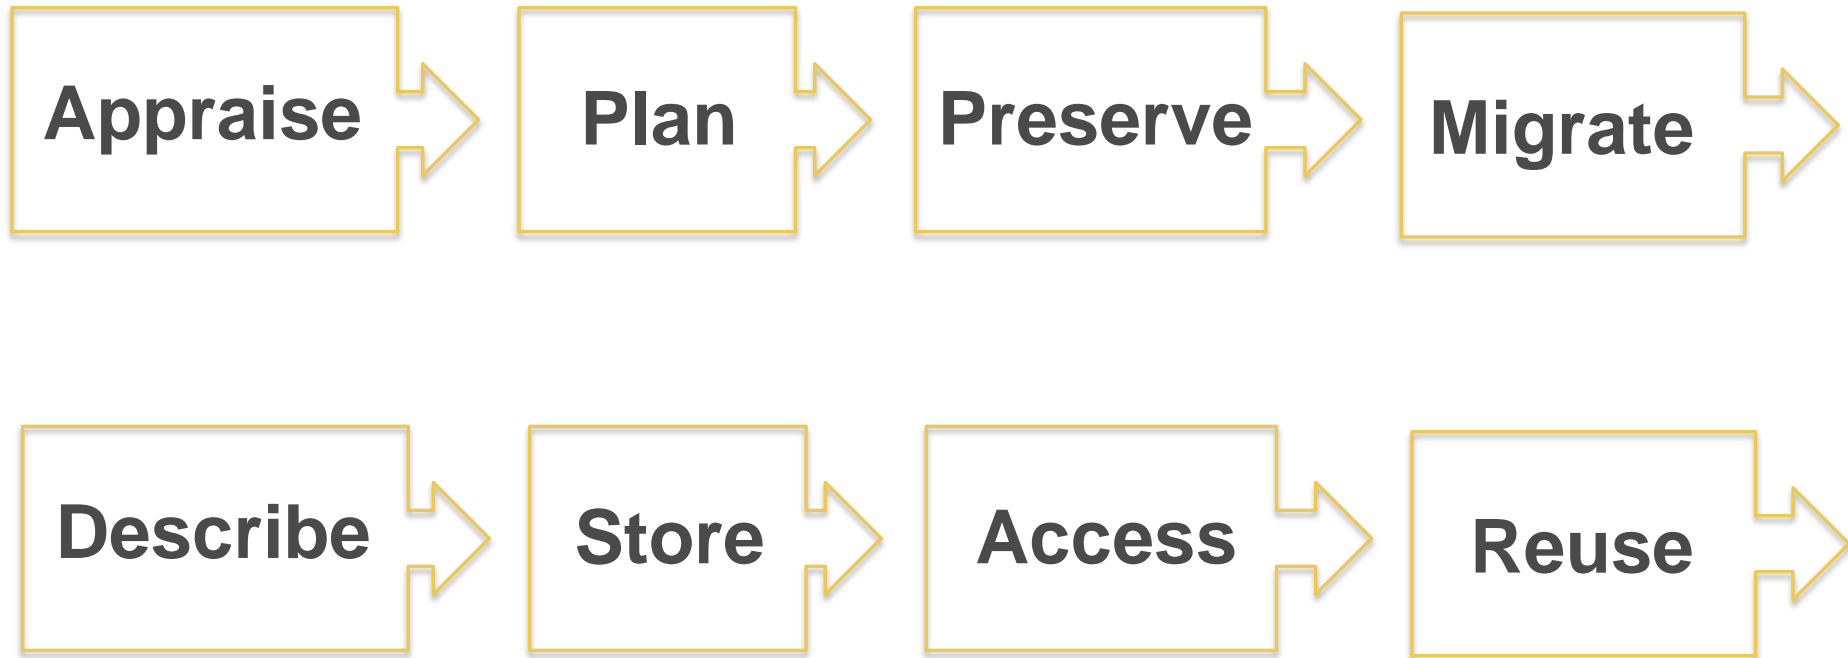 Appraise
Plan
Preserve
Migrate
Describe
Store
Access
Reuse